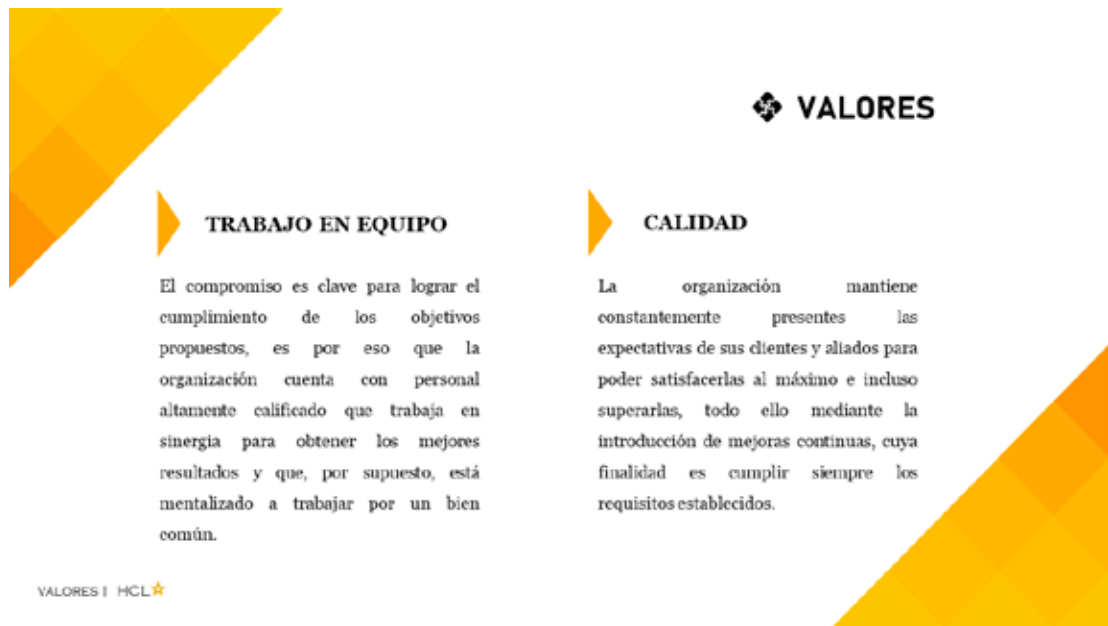 VALORES
TRABAJO EN EQUIPO
El compromiso es clave para lograr el
cumplimiento de los objetivos
propuestos, es por eso que la
organización cuenta con personal
altamente calificado que trabaja en
sinergia para obtener los mejores
resultados y que, por supuesto, está
mentalizado a trabajar por un bien
común.
CALIDAD
La organización mantiene
constantemente presentes las
expectativas de sus clientes y aliados para
poder satisfacerlas al máximo e incluso
superarlas, todo ello mediante la
introducción de mejoras continuas, cuya
finalidad es cumplir siempre los
requisitos establecidos.
VALORES | HCL